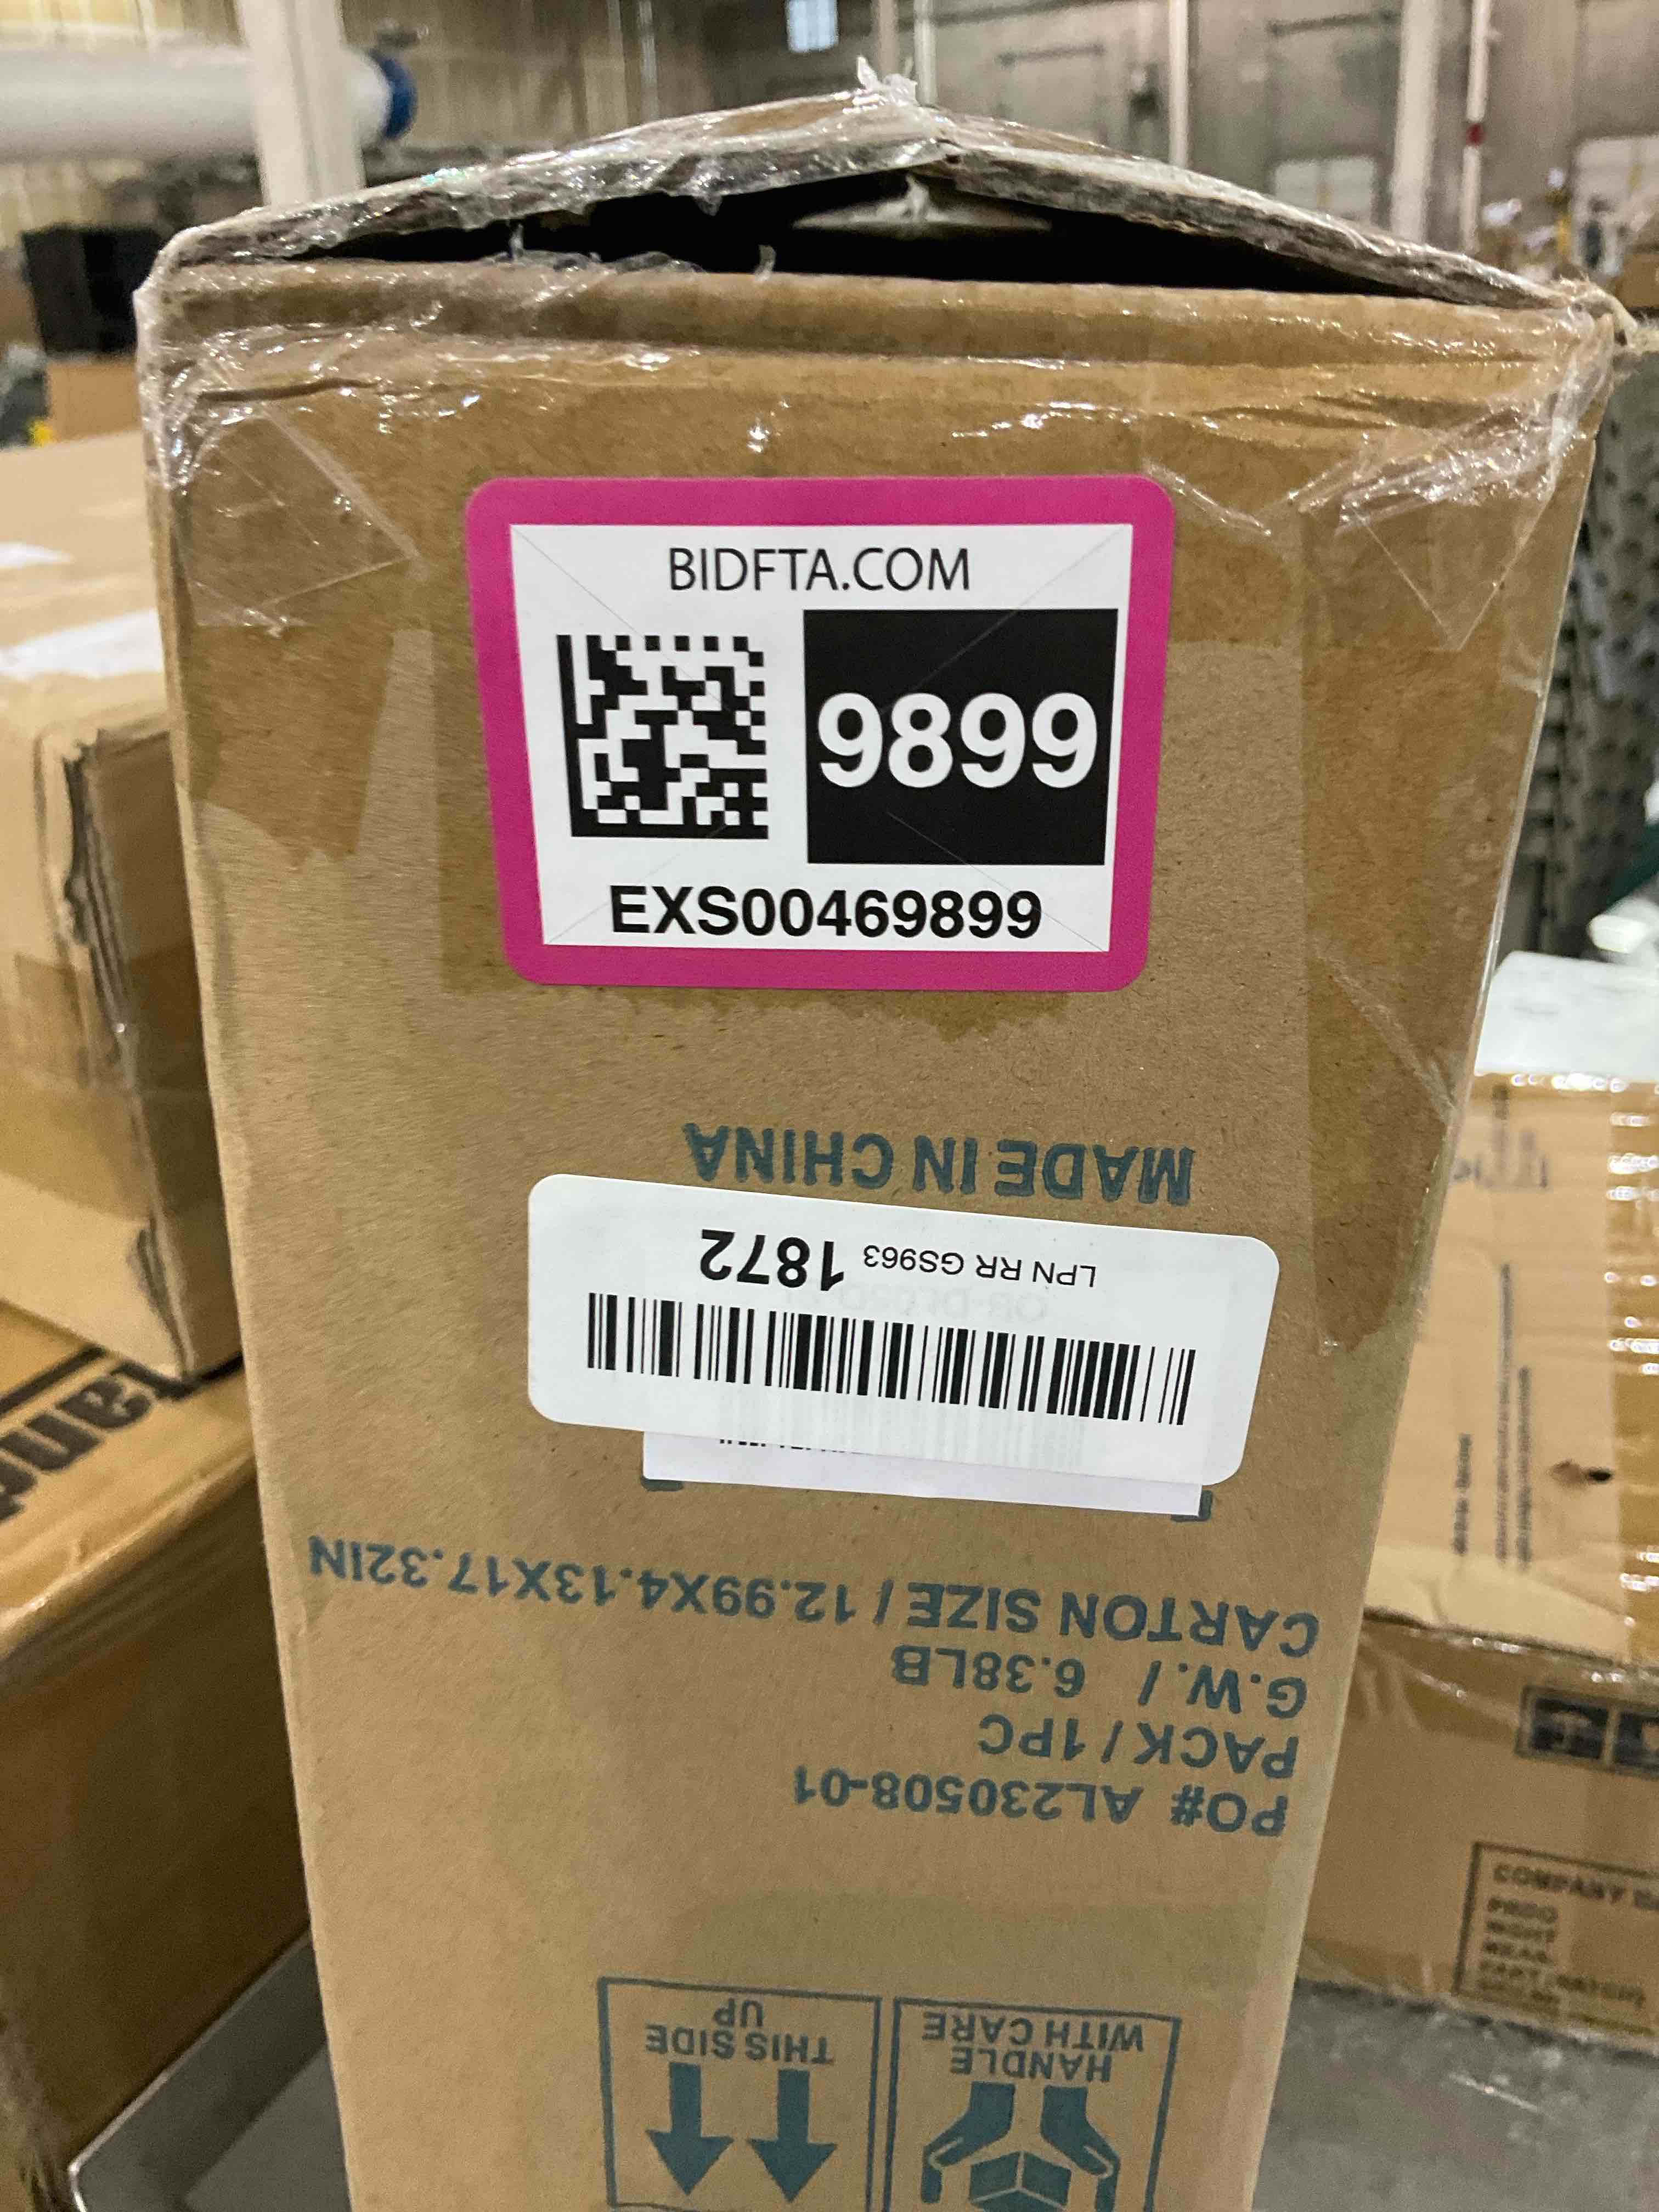 BIDFTA.COM
9899
EXS00469899
MADE IN CHINA
LPN RR GS963 1872
CARTON SIZE / 12.99X4.13X17.32IN
G.W. / 6.38LB
PACK / 1PC
PO# AL230508-01
HANDLE
WITH CARE
THIS SIDE
UP
COMPANY